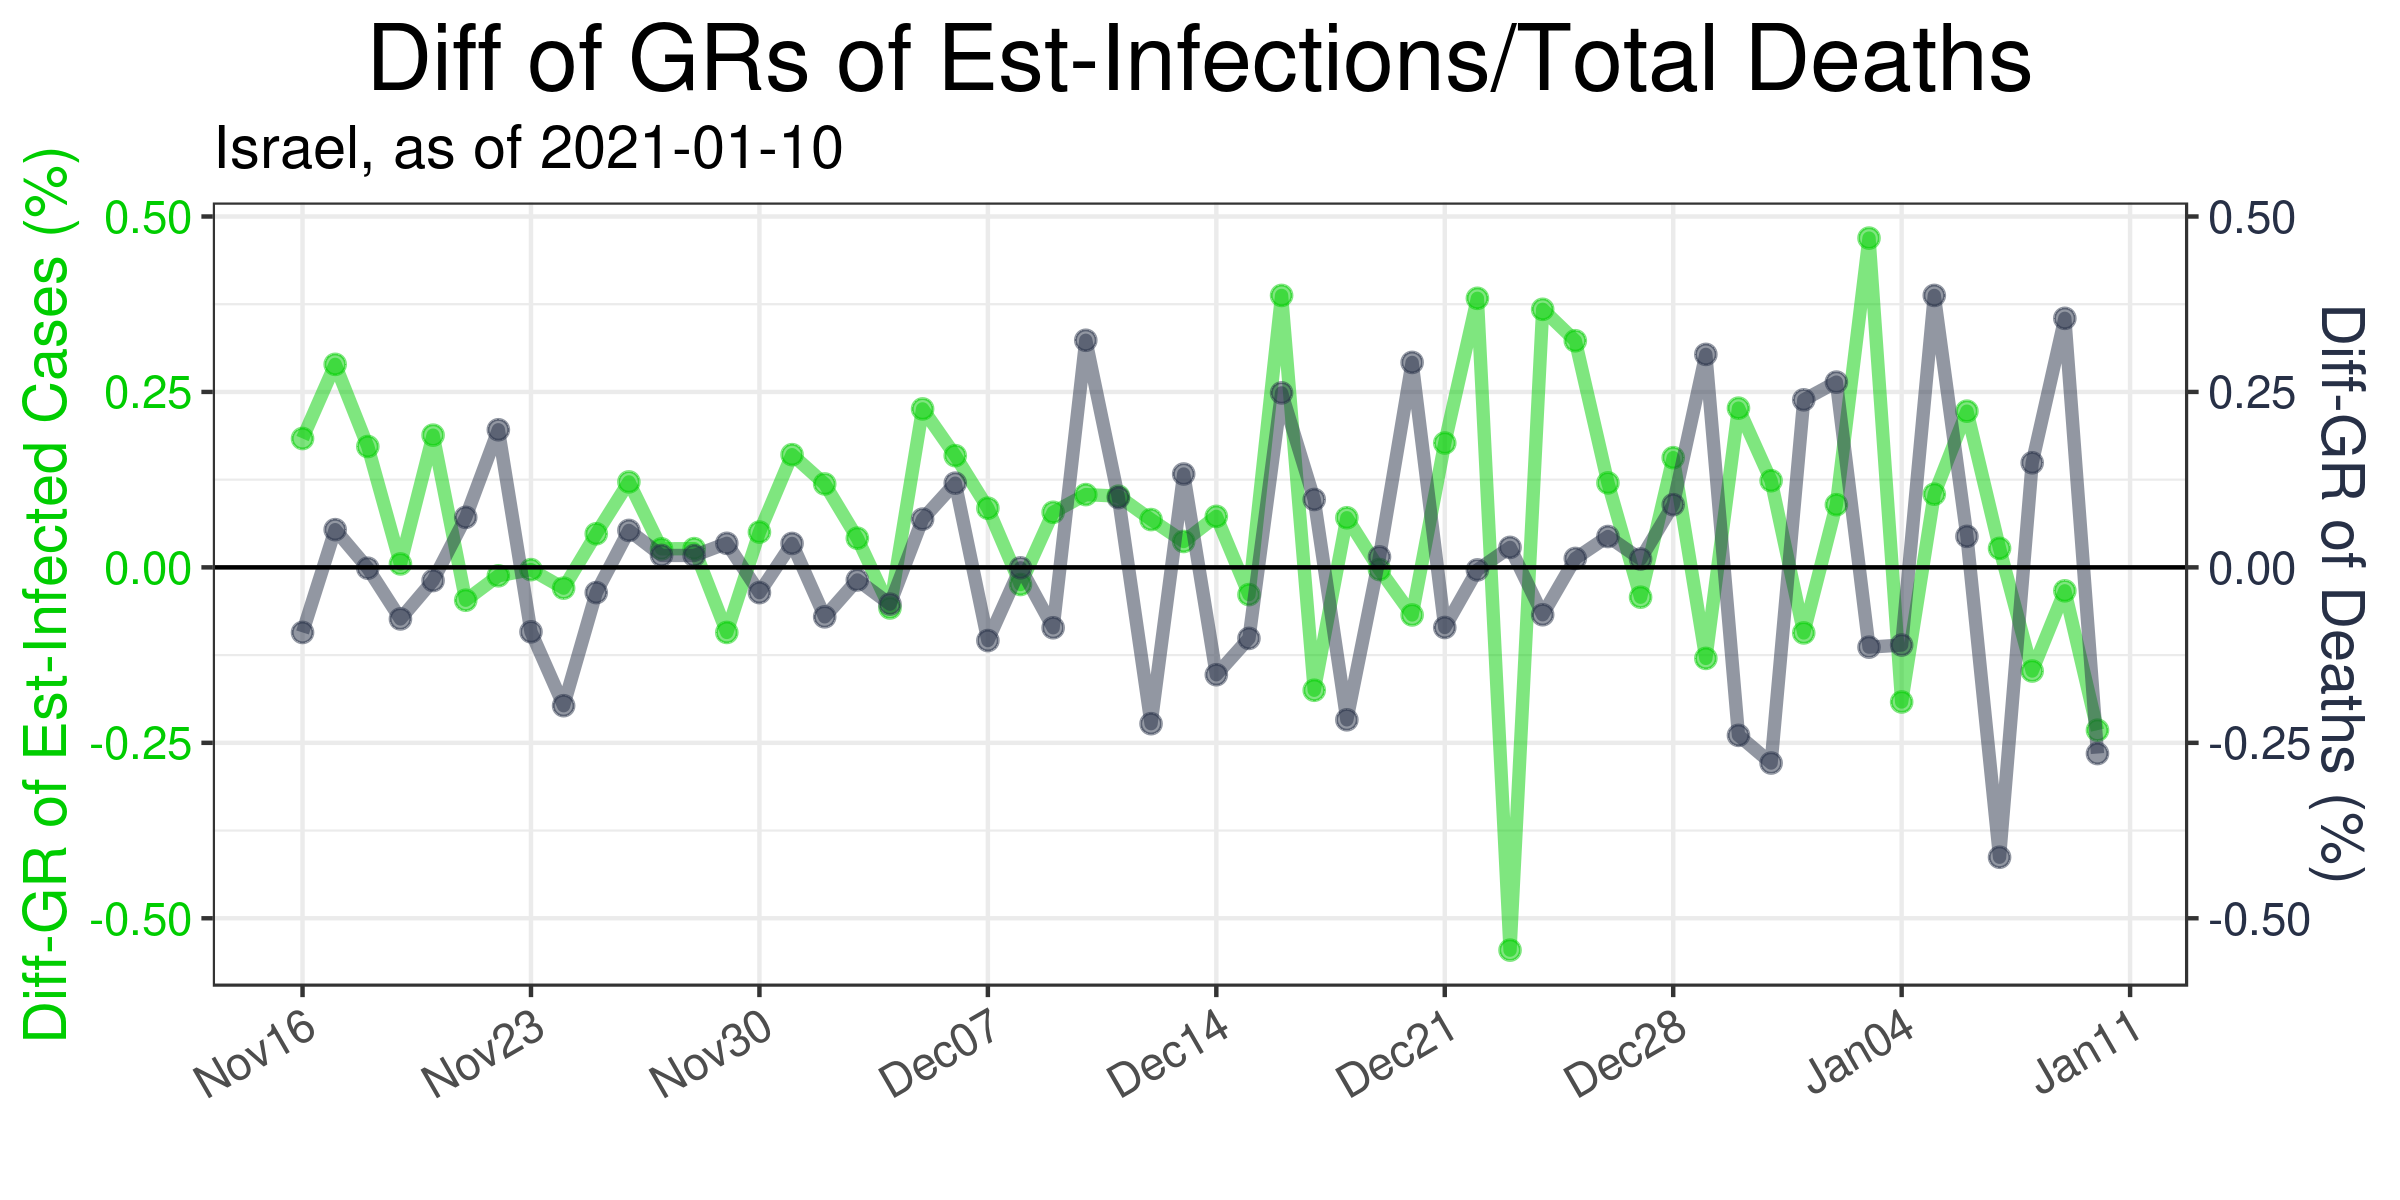 Diff of GRs of Est-Infections/Total Deaths
Israel, as of 2021-01-10
Diff-GR of Est-Infected Cases (%)
0.50
0.25
0.00
-0.25
-0.50
0.50
0.25
0.00
-0.25
-0.50
Diff-GR of Deaths (%)
Nov16
Nov23
Nov30
Dec07
Dec14
Dec21
Dec28
Jan04
Jan11